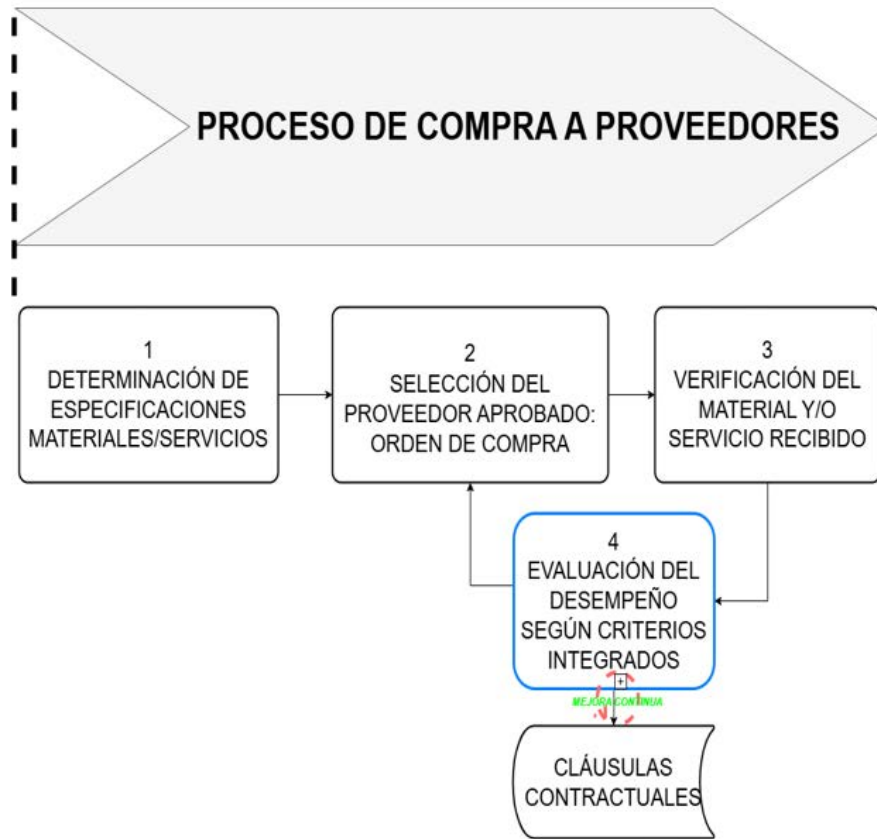 PROCESO DE COMPRA A PROVEEDORES
1
DETERMINACIÓN DE
ESPECIFICACIONES
MATERIALES/SERVICIOS
2
SELECCIÓN DEL
PROVEEDOR APROBADO:
ORDEN DE COMPRA
3
VERIFICACIÓN DEL
MATERIAL Y/O
SERVICIO RECIBIDO
4
EVALUACIÓN DEL
DESEMPEÑO
SEGÚN CRITERIOS
INTEGRADOS
+
MEJORA CONTINUA
CLÁUSULAS
CONTRACTUALES